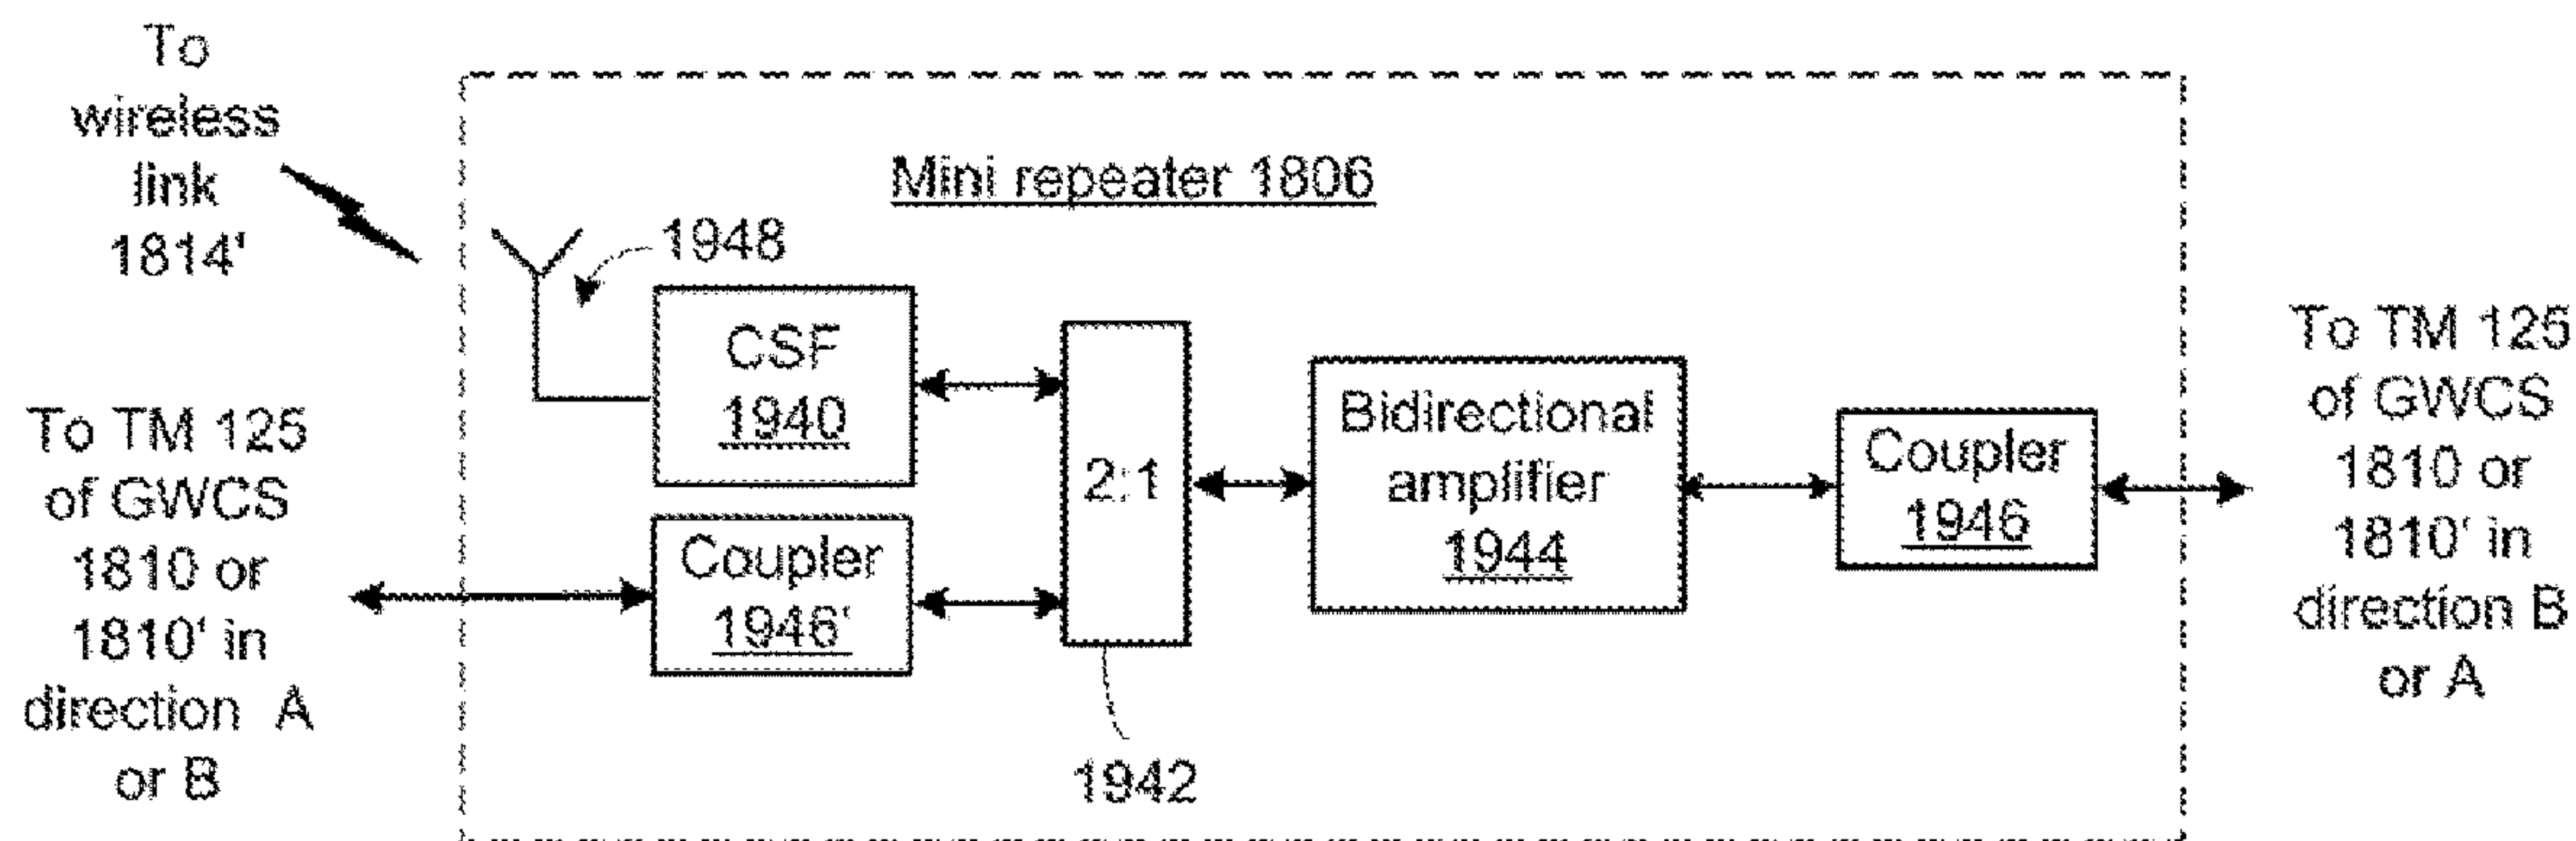 To
wireless
link
1814'
Mini repeater 1806
1948
CSF
1940
To TM 125
of GWCS
1810 or
1810' in
direction A
or B
Coupler
1946'
2:1
1942
Bidirectional
amplifier
1944
Coupler
1946
To TM 125
of GWCS
1810 or
1810' in
direction B
or A